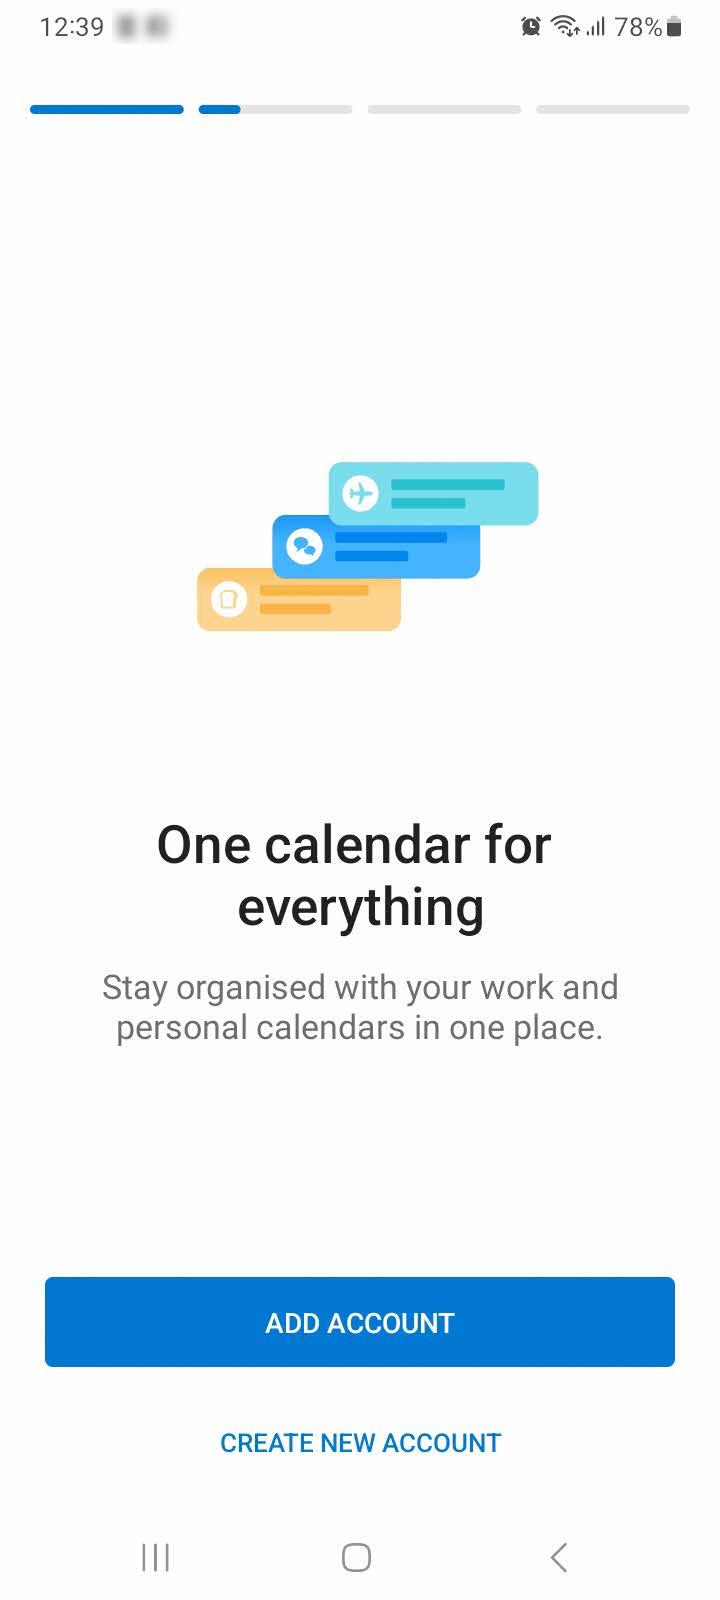 12:39
78%
One calendar for
everything
Stay organised with your work and
personal calendars in one place.
ADD ACCOUNT
CREATE NEW ACCOUNT